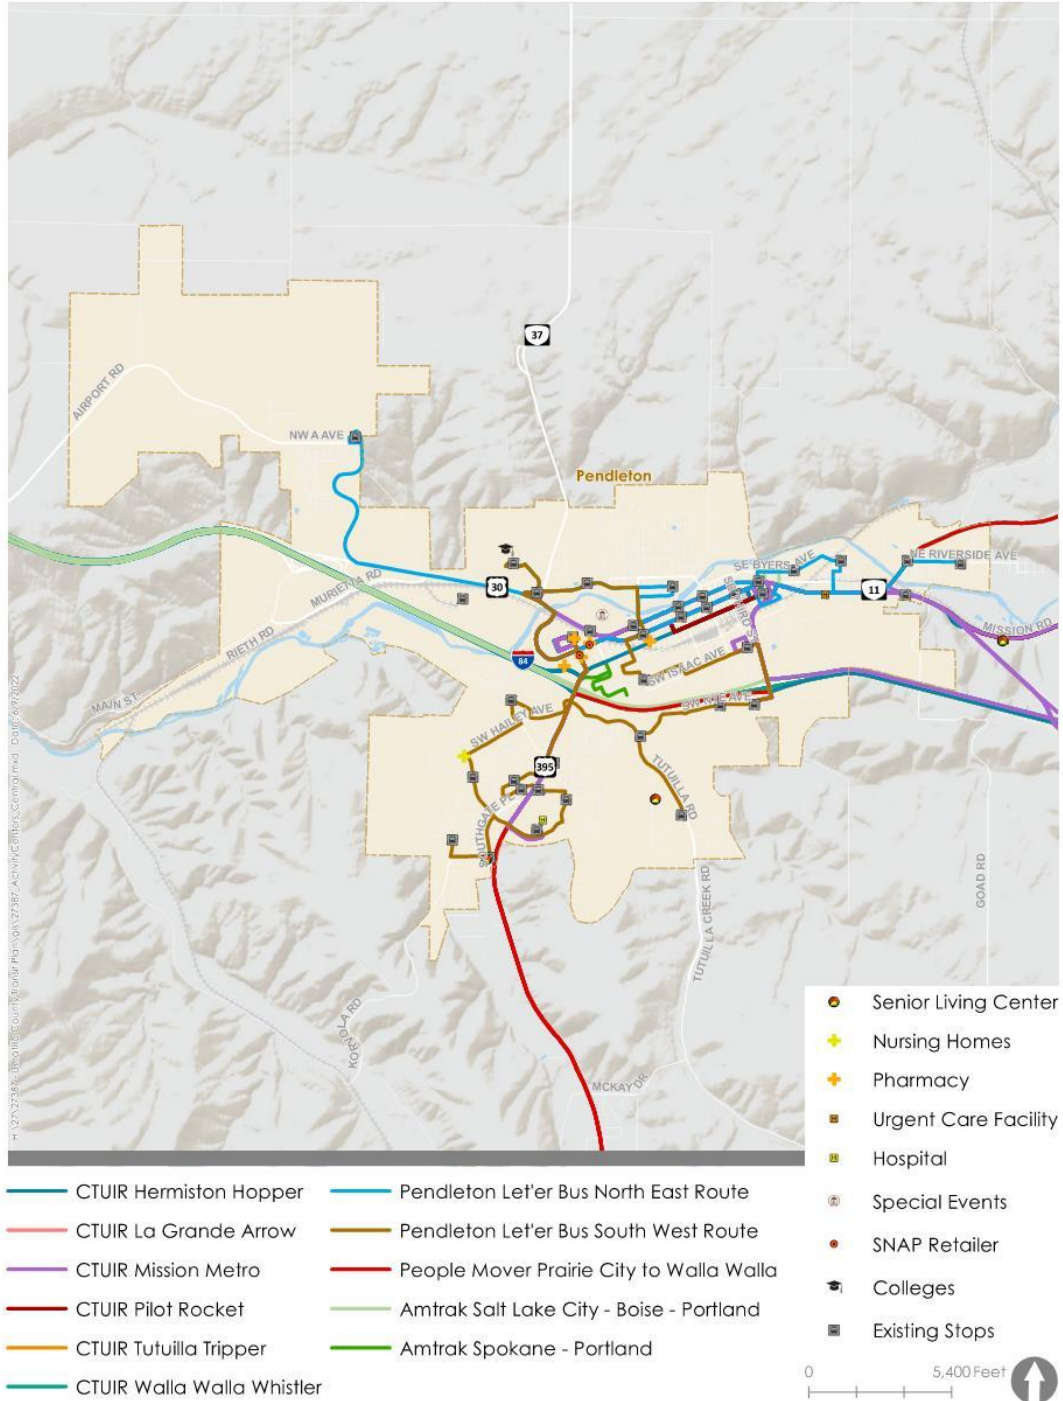 37
AIRPORT RD
NW A AVE
Pendleton
SE BYERS AVE
NE RIVERSIDE AVE
MURIETTA RD
30
11
RIETH RD
MISSION RD
84
SW ISAAC AVE
MAIN ST
SW NYE AVE
SW HAILEY AVE
395
TUTUILLA RD
SOUTHGATE PL
GOAD RD
TUTUILLA CREEK RD
KORVOLA RD
MCKAY DR
Senior Living Center
Nursing Homes
Pharmacy
Urgent Care Facility
Hospital
Special Events
SNAP Retailer
Colleges
Existing Stops
0 5,400 Feet
CTUIR Hermiston Hopper
CTUIR La Grande Arrow
CTUIR Mission Metro
CTUIR Pilot Rocket
CTUIR Tutuilla Tripper
CTUIR Walla Walla Whistler
Pendleton Let'er Bus North East Route
Pendleton Let'er Bus South West Route
People Mover Prairie City to Walla Walla
Amtrak Salt Lake City - Boise - Portland
Amtrak Spokane - Portland